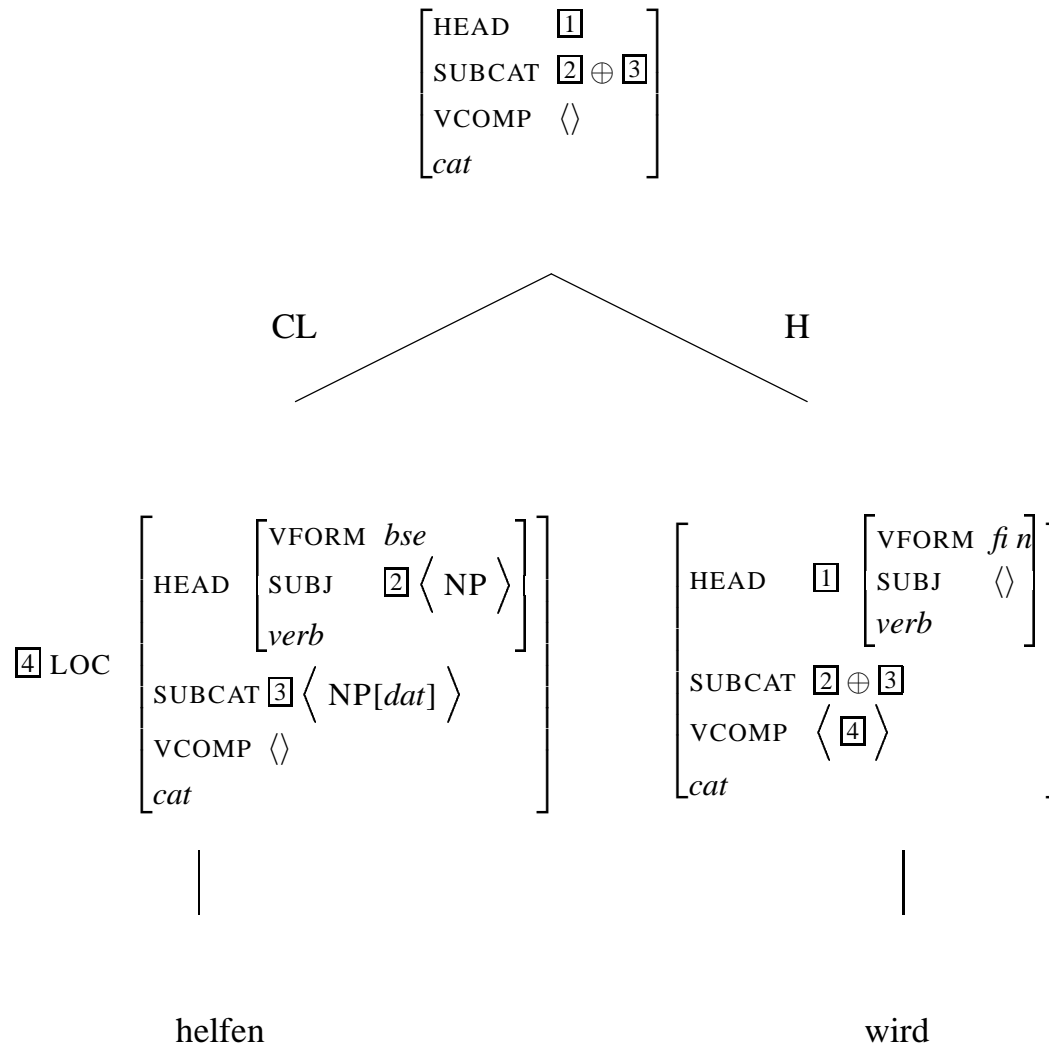 HEAD 1
SUBCAT 2 ⊕ 3
VCOMP ⟨⟩
cat
CL
H
4 LOC
HEAD
VFORM bse
SUBJ 2 ⟨ NP ⟩
verb
SUBCAT 3 ⟨ NP[dat] ⟩
VCOMP ⟨⟩
cat
HEAD 1
VFORM fi n
SUBJ ⟨⟩
verb
SUBCAT 2 ⊕ 3
VCOMP ⟨ 4 ⟩
cat
helfen
wird